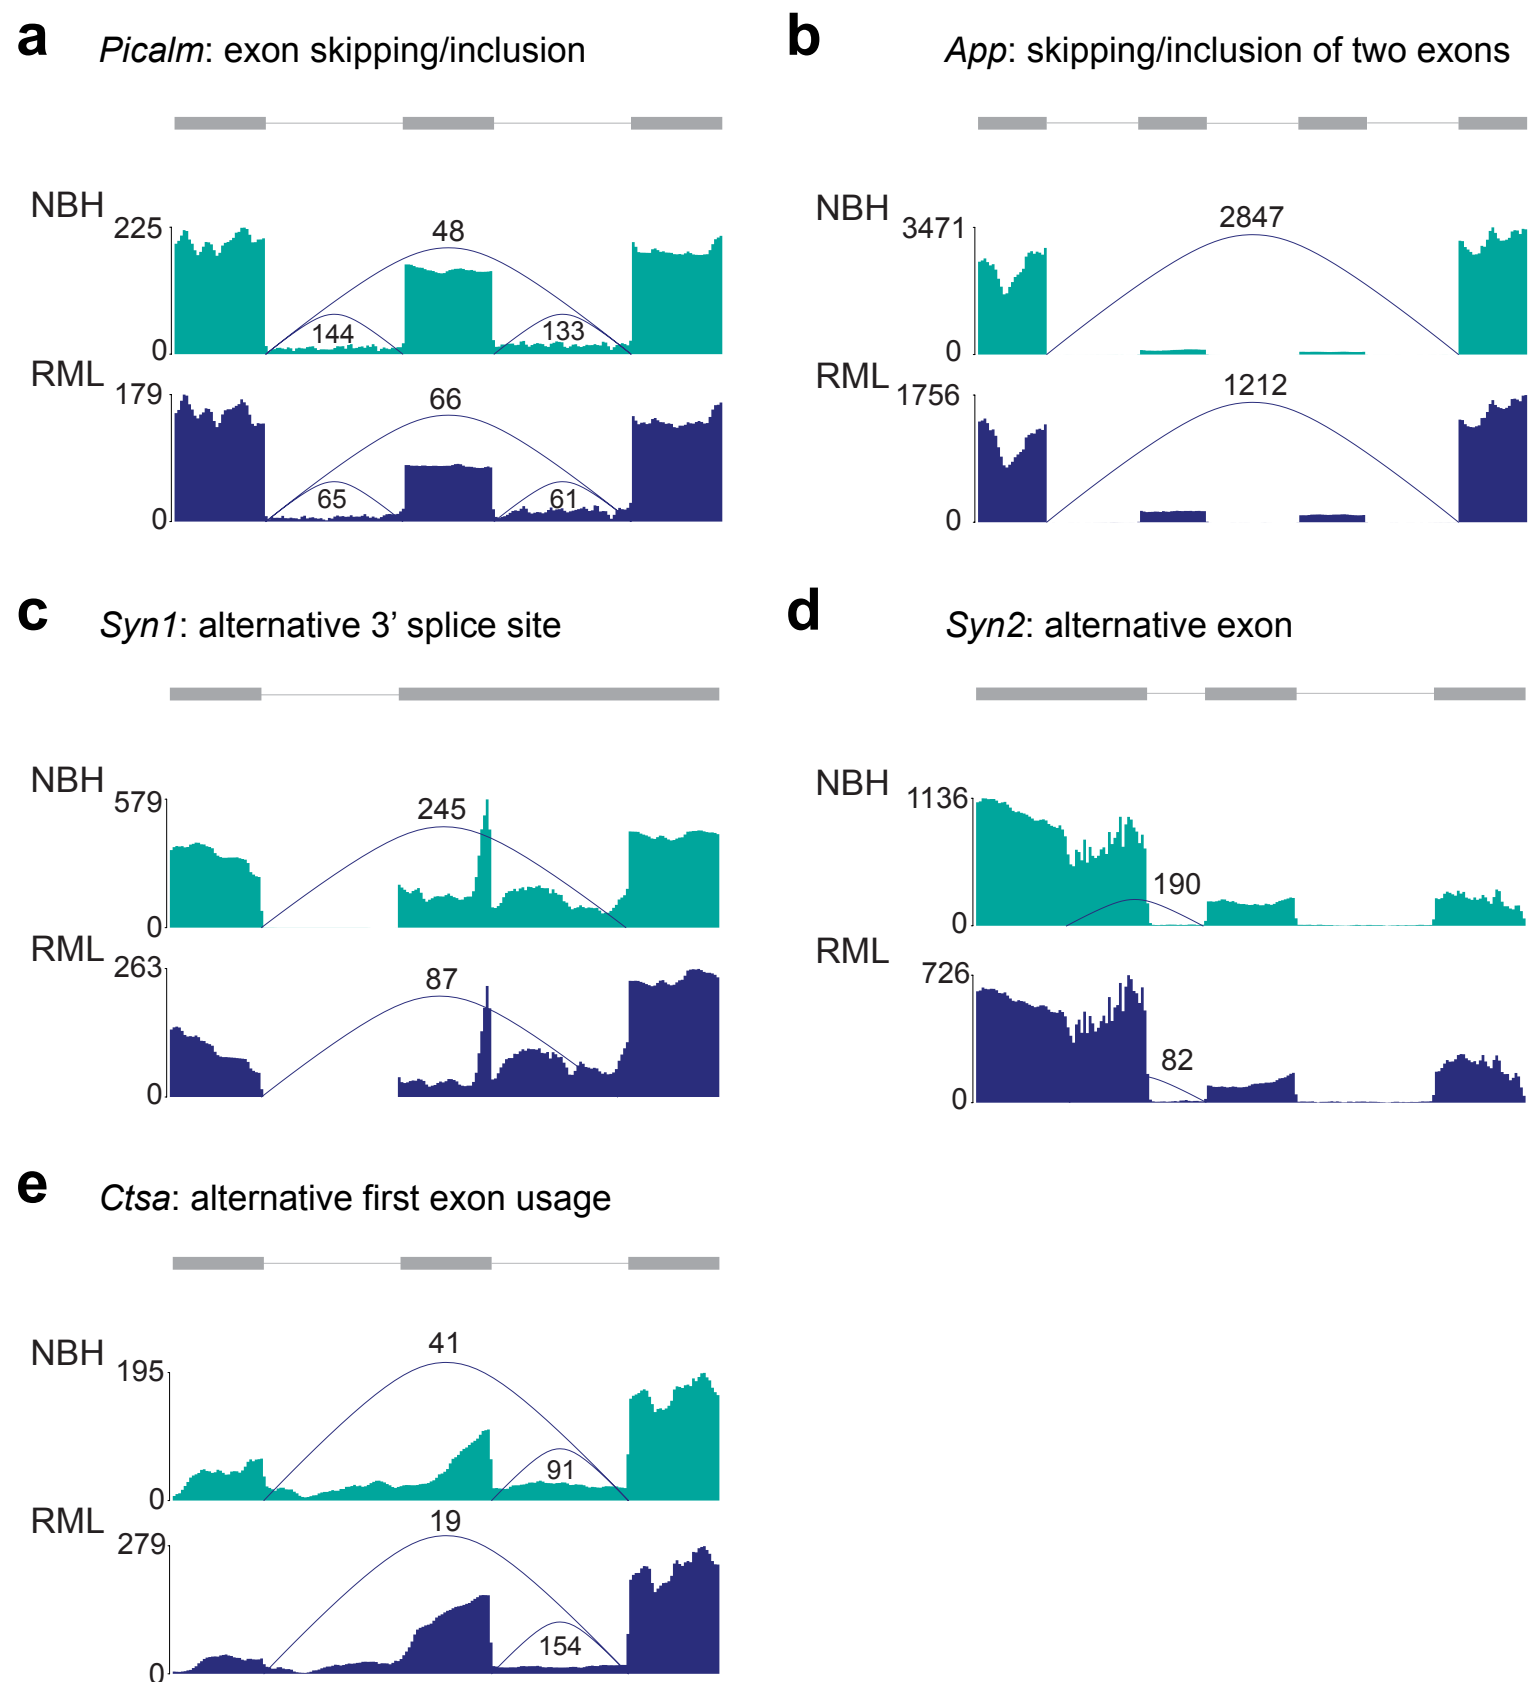 a Picalm: exon skipping/inclusion
NBH
225
48
144
133
0
RML
179
66
65
61
0
b App: skipping/inclusion of two exons
NBH
3471
2847
0
RML
1756
1212
0
c Syn1: alternative 3’ splice site
NBH
579
245
0
RML
263
87
0
d Syn2: alternative exon
NBH
1136
190
0
RML
726
82
0
e Ctsa: alternative first exon usage
NBH
41
195
91
0
RML
19
279
154
0